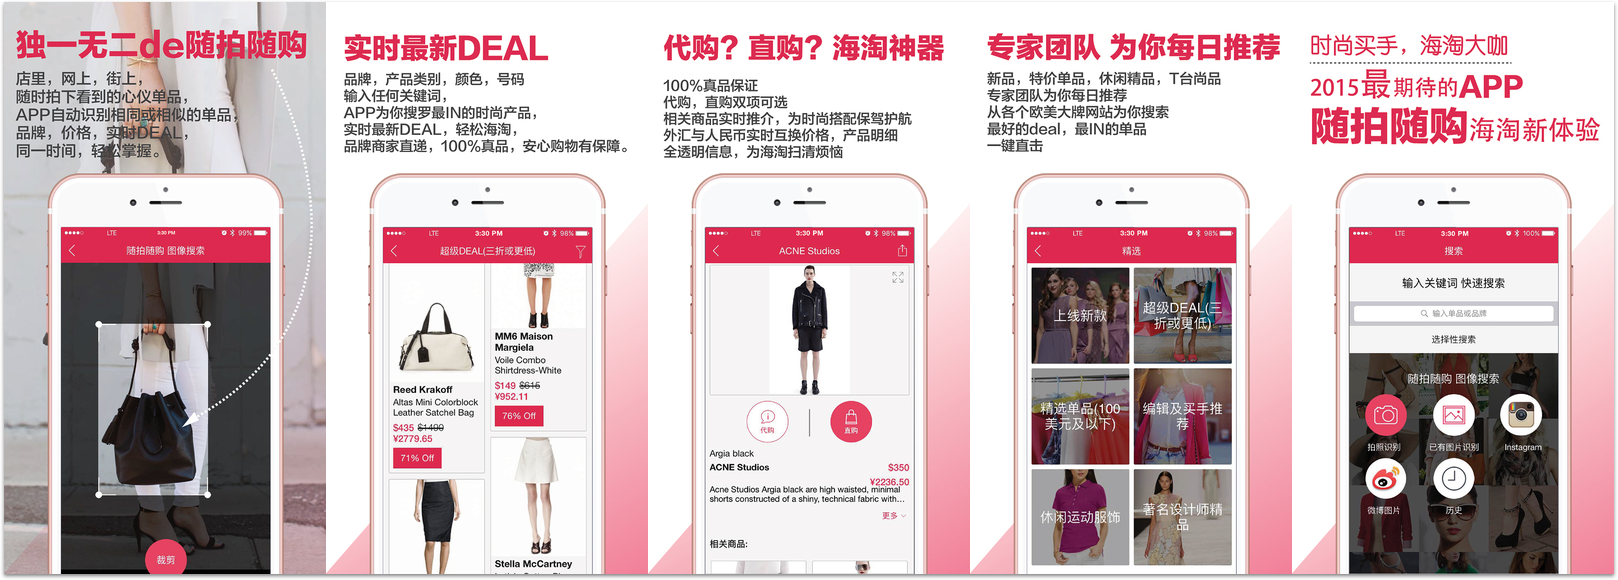 独一无二de随拍随购
店里，网上，街上，
随时拍下看到的心仪单品，
APP自动识别相同或相似的单品，
品牌，价格，实时DEAL，
同一时间，轻松掌握。
LTE
3:30 PM
99%
随拍随购 图像搜索
裁剪
实时最新DEAL
品牌，产品类别，颜色，号码
输入任何关键词，
APP为你搜罗最IN的时尚产品，
实时最新DEAL，轻松海淘，
品牌商家直递，100%真品，安心购物有保障。
LTE
3:30 PM
98%
超级DEAL(三折或更低)
Reed Krakoff
Altas Mini Colorblock
Leather Satchel Bag
$435 $1490
¥2779.65
71% Off
MM6 Maison
Margiela
Voile Combo
Shirtdress-White
$149 $615
¥952.11
76% Off
Stella McCartney
代购？直购？海淘神器
100%真品保证
代购，直购双项可选
相关商品实时推介，为时尚搭配保驾护航
外汇与人民币实时互换价格，产品明细
全透明信息，为海淘扫清烦恼
LTE
3:30 PM
98%
ACNE Studios
代购
直购
Argia black
ACNE Studios
$350
¥2236.50
Acne Studios Argia black are high waisted, minimal
shorts constructed of a shiny, technical fabric with...
更多
相关商品:
专家团队 为你每日推荐
新品，特价单品，休闲精品，T台尚品
专家团队为你每日推荐
从各个欧美大牌网站为你搜索
最好的deal，最IN的单品
一键直击
LTE
3:30 PM
98%
精选
上线新款
超级DEAL(三
折或更低)
精选单品(100
美元及以下)
编辑及买手推
荐
休闲运动服饰
著名设计师精
品
时尚买手，海淘大咖
2015最期待的APP
随拍随购海淘新体验
LTE
3:30 PM
100%
搜索
输入关键词 快速搜索
输入单品或品牌
选择性搜索
随拍随购 图像搜索
拍照识别
已有图片识别
Instagram
微博图片
历史